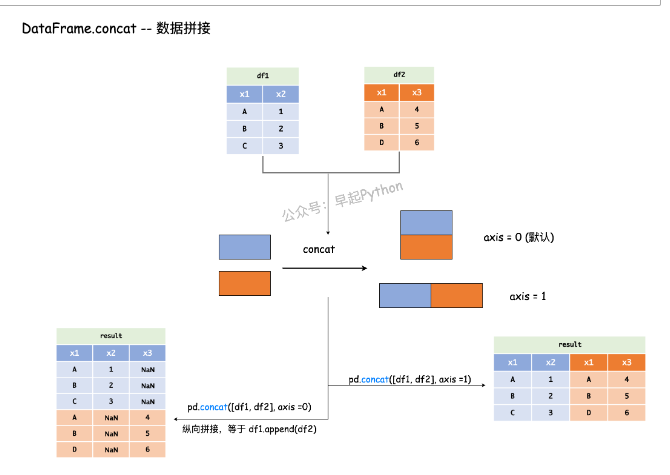 DataFrame.concat -- 数据拼接
df1
x1 x2
A 1
B 2
C 3
df2
x1 x3
A 4
B 5
D 6
公众号：早起Python
concat
axis = 0 (默认)
axis = 1
result
x1 x2 x3
A 1 NaN
B 2 NaN
C 3 NaN
A NaN 4
B NaN 5
D NaN 6
pd.concat([df1, df2], axis =0)
纵向拼接，等于 df1.append(df2)
pd.concat([df1, df2], axis =1)
result
x1 x2 x1 x3
A 1 A 4
B 2 B 5
C 3 D 6